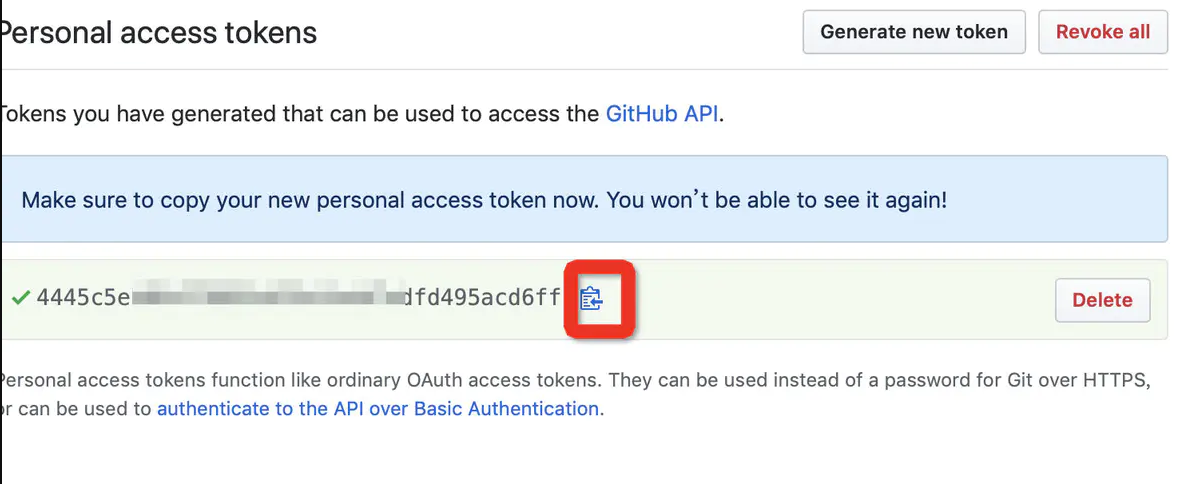 Personal access tokens
Generate new token
Revoke all
Tokens you have generated that can be used to access the GitHub API.
Make sure to copy your new personal access token now. You won’t be able to see it again!
4445c5e dfd495acd6ff
Delete
Personal access tokens function like ordinary OAuth access tokens. They can be used instead of a password for Git over HTTPS,
or can be used to authenticate to the API over Basic Authentication.